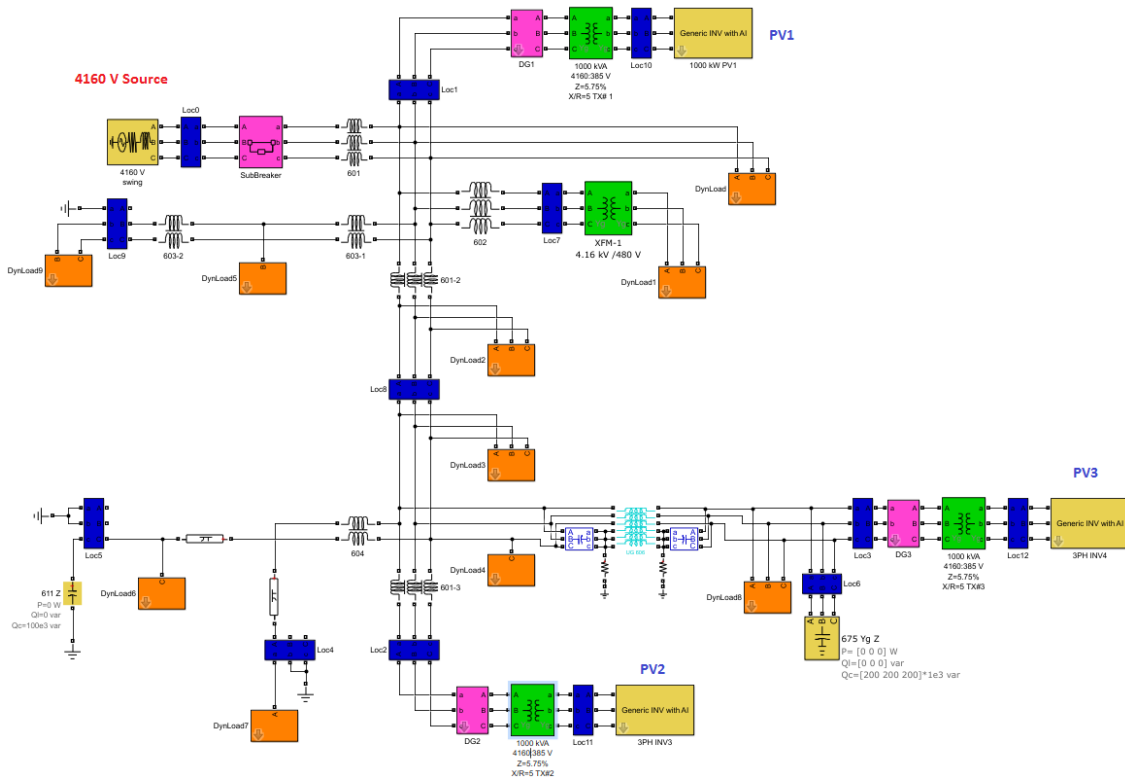 PV1
Generic INV with AI
1000 kW PV1
DG1
1000 kVA
4160:385 V
Z=5.75%
X/R=5 TX# 1
Loc10
4160 V Source
Loc1
Loc0
4160 V
swing
SubBreaker
601
DynLoad
602
Loc7
XFM-1
4.16 kV /480 V
DynLoad1
Loc9
603-2
603-1
DynLoad9
DynLoad5
601-2
DynLoad2
Loc8
DynLoad3
PV3
Loc5
604
UG 606
Loc3
DG3
1000 kVA
4160:385 V
Z=5.75%
X/R=5 TX#3
Loc12
Generic INV with AI
3PH INV4
611 Z
P=0 W
Ql=0 var
Qc=100e3 var
DynLoad6
DynLoad4
601-3
DynLoad8
Loc6
675 Yg Z
P= [0 0 0] W
Ql=[0 0 0] var
Qc=[200 200 200]*1e3 var
Loc4
Loc2
PV2
DynLoad7
DG2
1000 kVA
4160:385 V
Z=5.75%
X/R=5 TX#2
Loc11
Generic INV with AI
3PH INV3